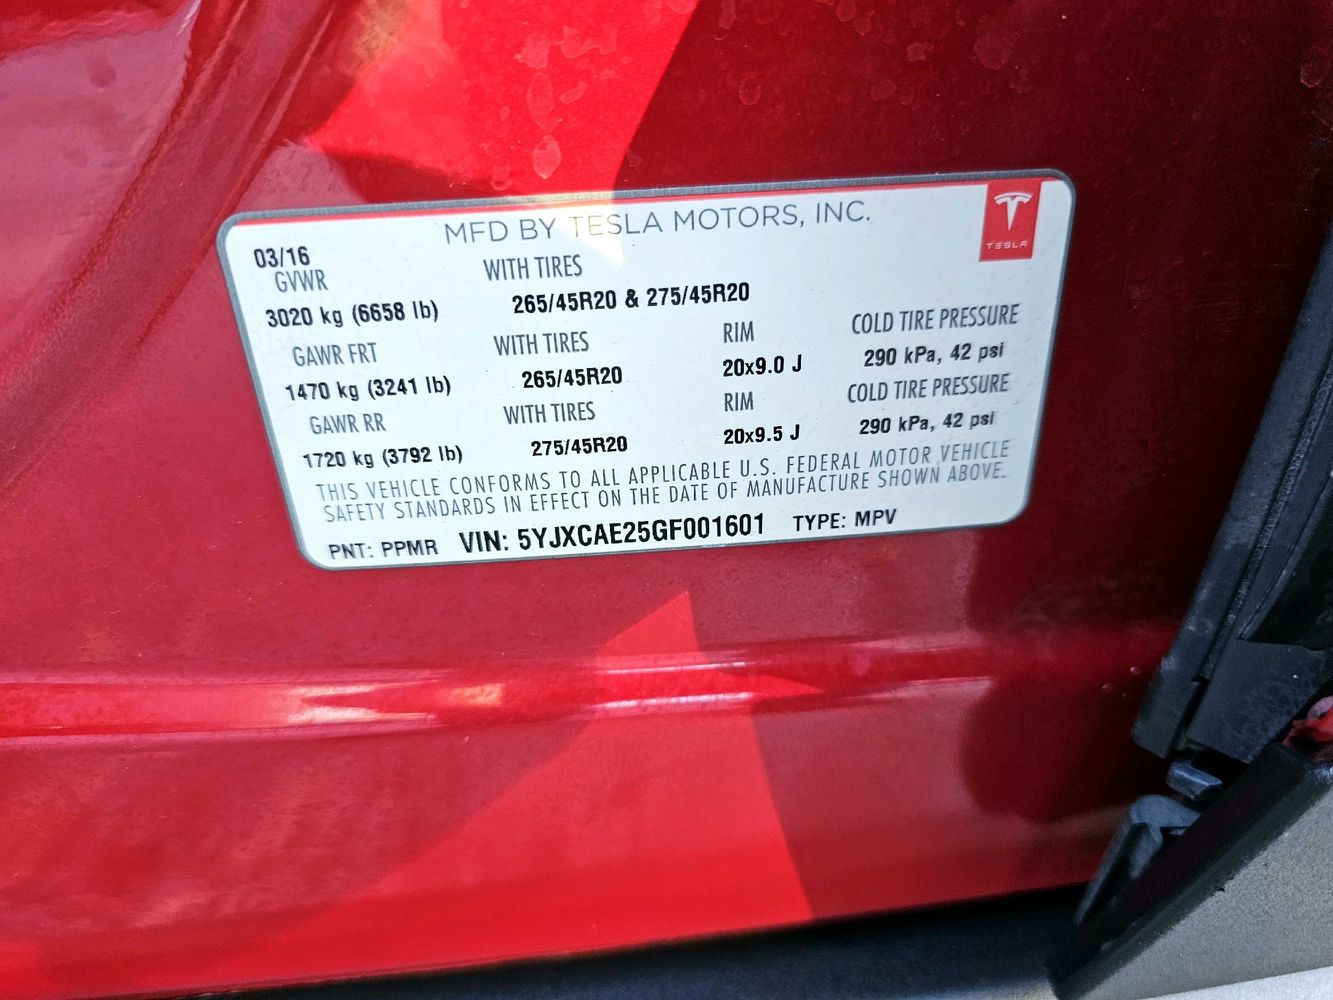 MFD BY TESLA MOTORS, INC.
TESLA
03/16
GVWR WITH TIRES
3020 kg (6658 lb) 265/45R20 & 275/45R20
GAWR FRT WITH TIRES RIM COLD TIRE PRESSURE
1470 kg (3241 lb) 265/45R20 20x9.0 J 290 kPa, 42 psi
GAWR RR WITH TIRES RIM COLD TIRE PRESSURE
1720 kg (3792 lb) 275/45R20 20x9.5 J 290 kPa, 42 psi
THIS VEHICLE CONFORMS TO ALL APPLICABLE U.S. FEDERAL MOTOR VEHICLE
SAFETY STANDARDS IN EFFECT ON THE DATE OF MANUFACTURE SHOWN ABOVE.
PNT: PPMR VIN: 5YJXCAE25GF001601 TYPE: MPV